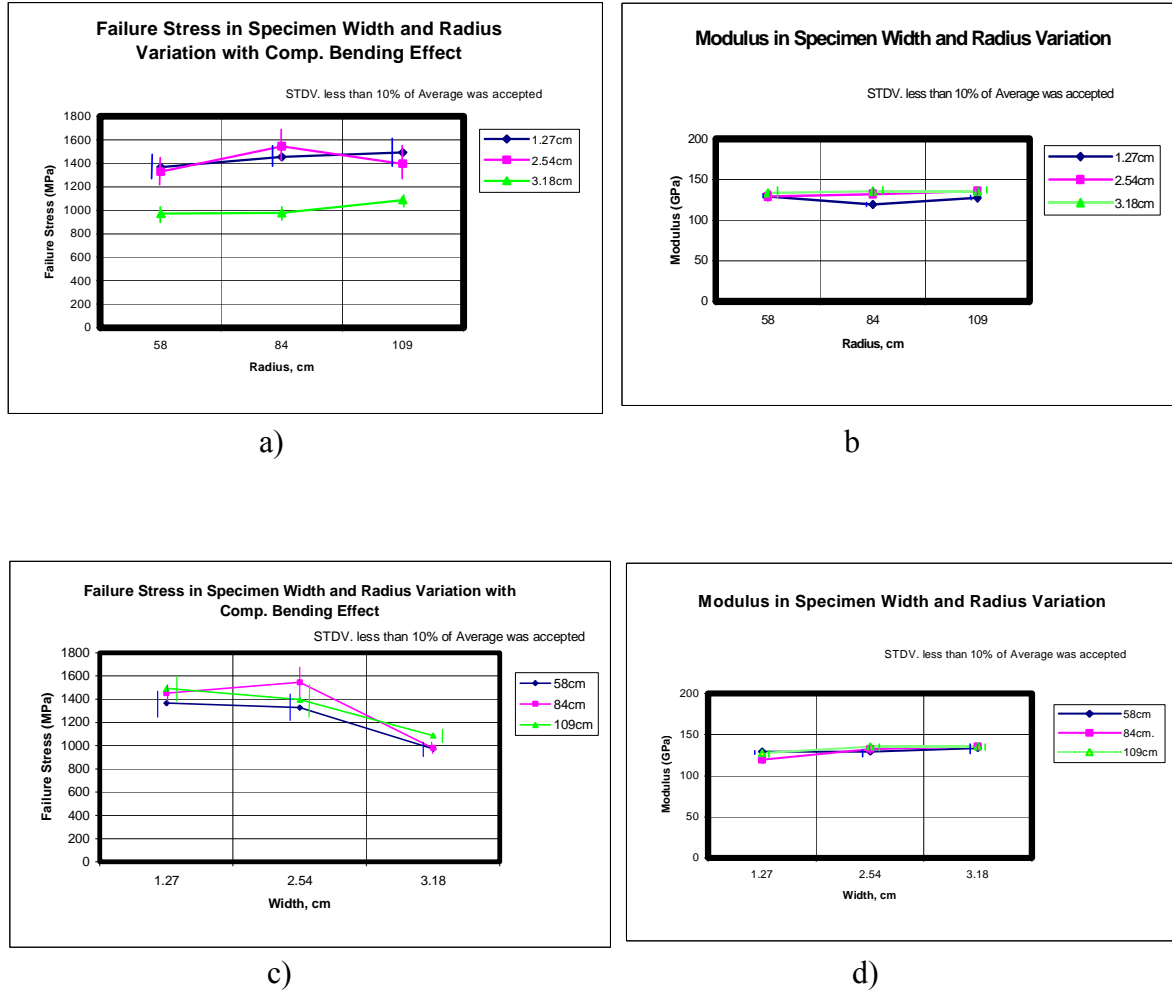 Failure Stress in Specimen Width and Radius
Variation with Comp. Bending Effect
STDV. less than 10% of Average was accepted
1800
1600
1400
1200
1000
800
600
400
200
0
Failure Stress (MPa)
58
84
109
Radius, cm
1.27cm
2.54cm
3.18cm
a)
Modulus in Specimen Width and Radius Variation
STDV. less than 10% of Average was accepted
200
150
100
50
0
Modulus (GPa)
58
84
109
Radius, cm
1.27cm
2.54cm
3.18cm
b
Failure Stress in Specimen Width and Radius Variation with
Comp. Bending Effect
STDV. less than 10% of Average was accepted
1800
1600
1400
1200
1000
800
600
400
200
0
Failure Stress (MPa)
1.27
2.54
3.18
Width, cm
58cm
84cm
109cm
c)
Modulus in Specimen Width and Radius Variation
STDV. less than 10% of Average was accepted
200
150
100
50
0
Modulus (GPa)
1.27
2.54
3.18
Width, cm
58cm
84cm.
109cm
d)